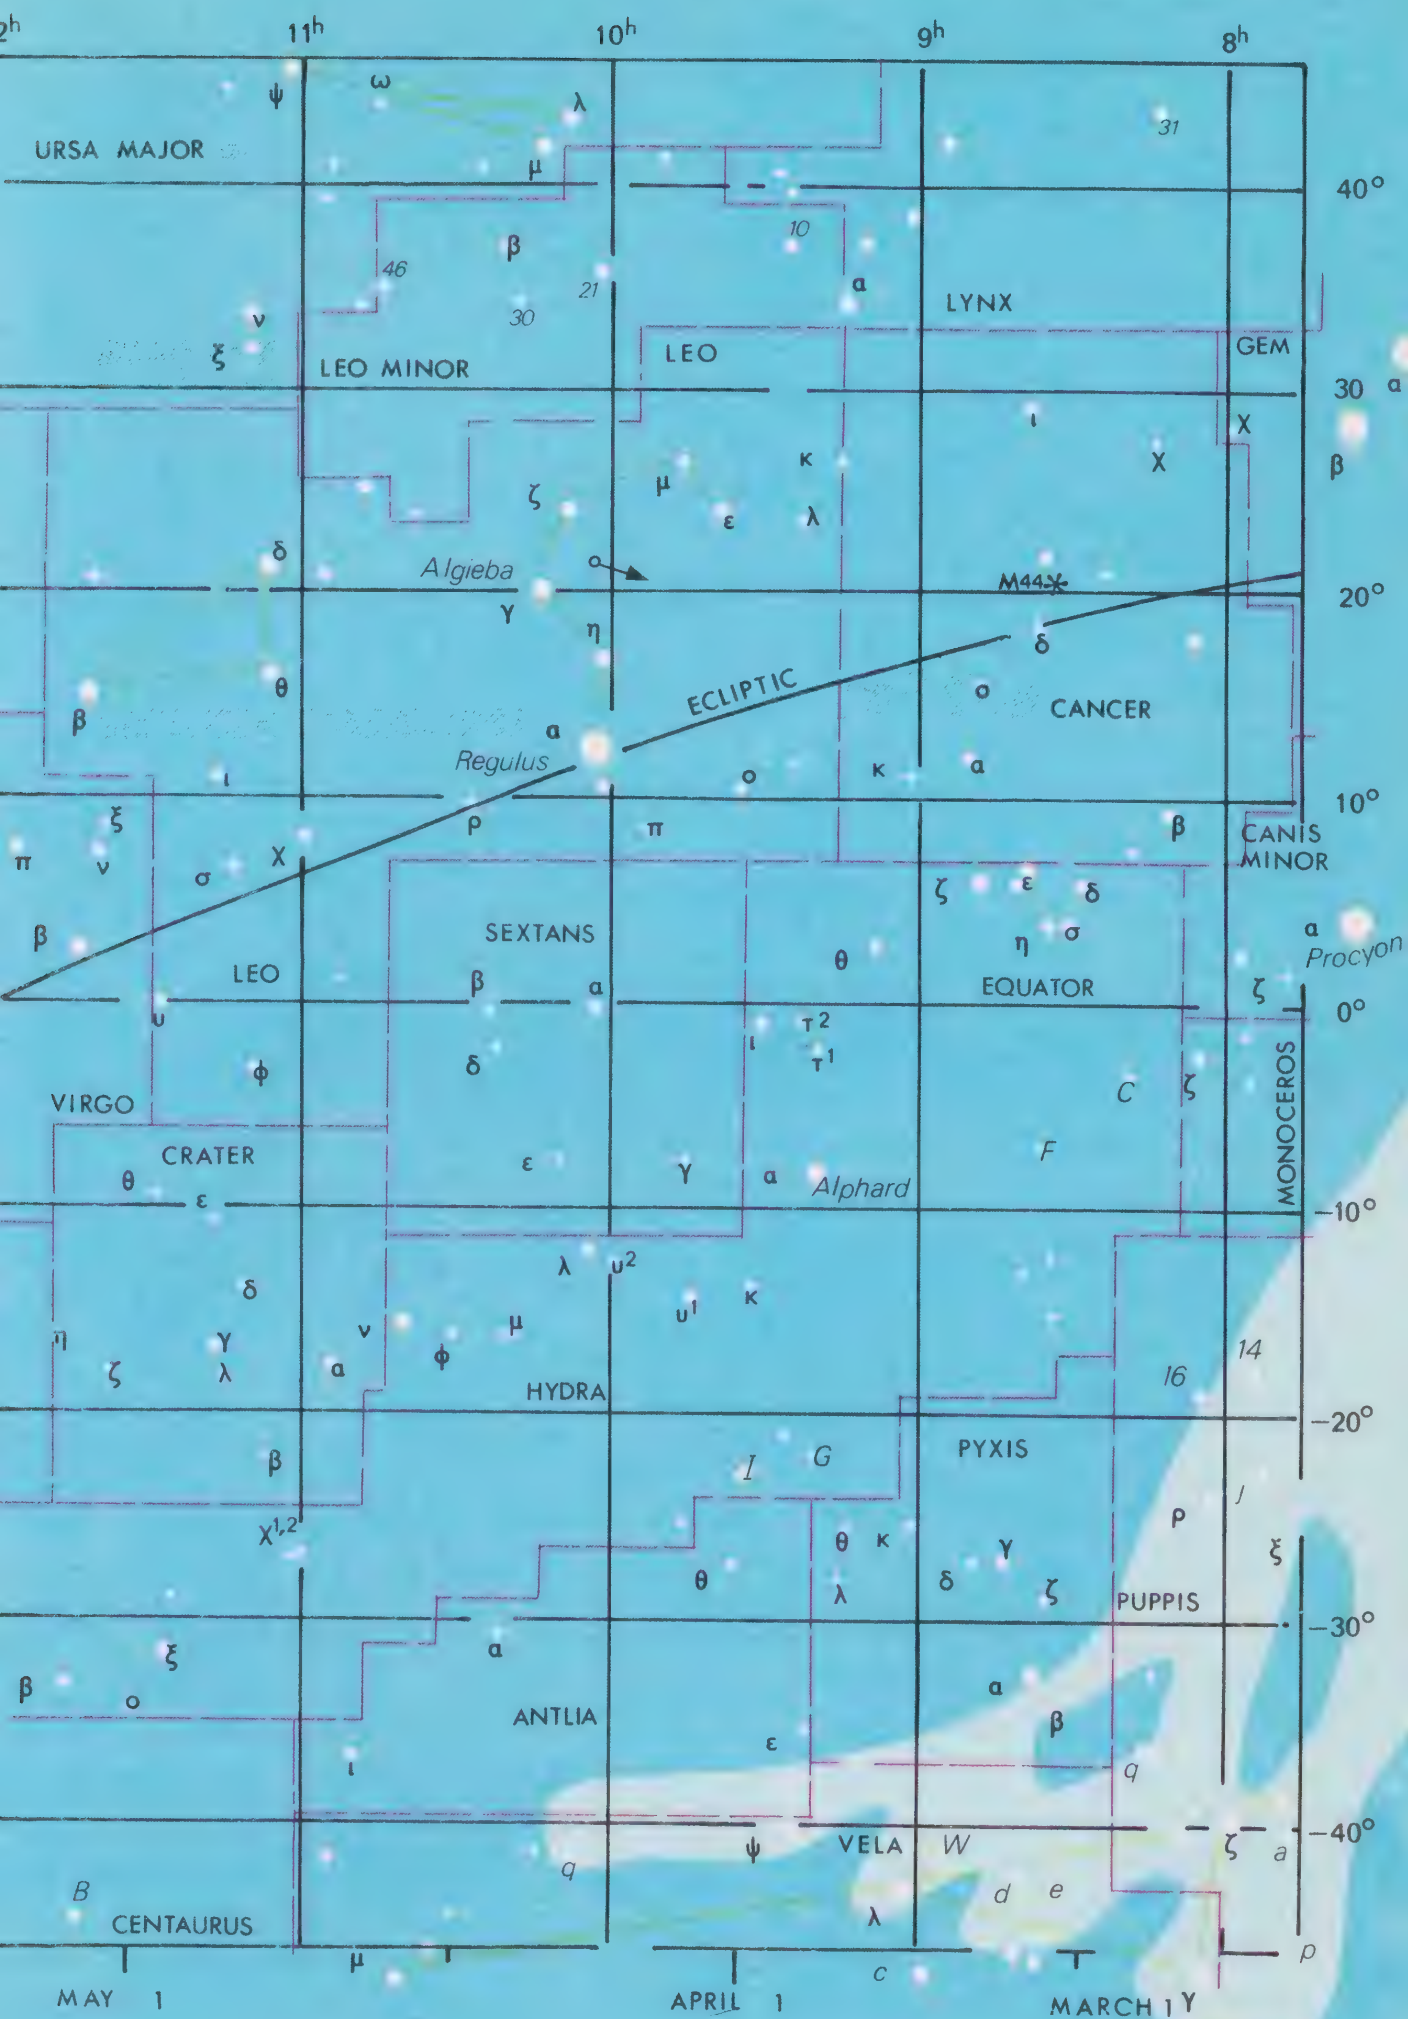 2h 11h 10h 9h 8h
ψ ω λ 31
URSA MAJOR
μ 40°
10
β
46 α
21
30 LYNX
ν
ξ LEO GEM
LEO MINOR
30 α
ι χ
κ χ β
μ
ζ ε λ
δ
Algieba ο M44
20°
γ η δ
θ ECLIPTIC ο
β α CANCER
Regulus
ι ο κ α
10°
ξ ρ π β CANIS
π ν χ MINOR
σ
ζ ε δ
β SEXTANS η σ α
θ Procyon
LEO β α EQUATOR ζ
0°
υ ι τ2
φ δ τ1
C ζ MONOCEROS
VIRGO
CRATER F
ε γ α Alphard
θ ε
-10°
λ υ2
δ υ1 κ
η γ ν μ
ζ λ α φ 16 14
HYDRA
-20°
β I G PYXIS
J
χ1,2 ρ
θ κ γ ξ
θ λ δ ζ
PUPPIS
-30°
ξ α
β ο α
ANTLIA β
ε
ι q
-40°
ψ VELA W ζ a
q
B d e
CENTAURUS λ
μ c p
MAY 1 APRIL 1 MARCH 1 γ